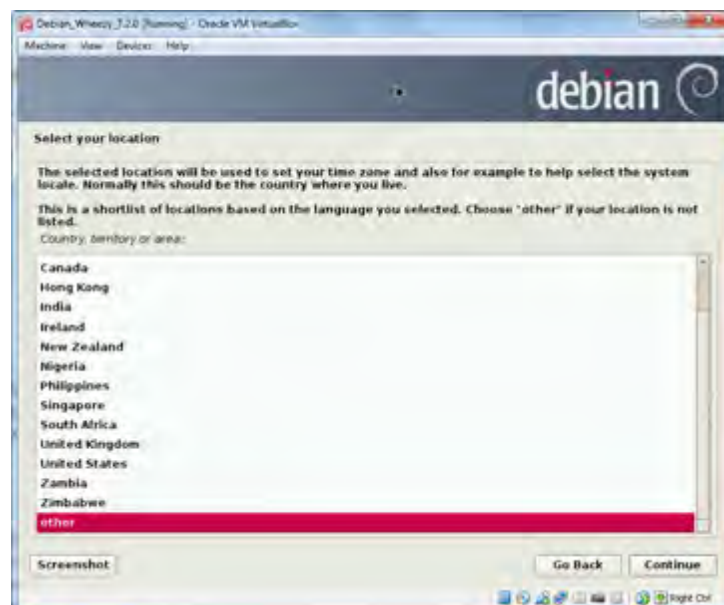 Debian_Wheezy_7.2.0 [Running] - Oracle VM VirtualBox
Machine View Devices Help
debian
Select your location
The selected location will be used to set your time zone and also for example to help select the system
locale. Normally this should be the country where you live.
This is a shortlist of locations based on the language you selected. Choose "other" if your location is not
listed.
Country, territory or area:
Canada
Hong Kong
India
Ireland
New Zealand
Nigeria
Philippines
Singapore
South Africa
United Kingdom
United States
Zambia
Zimbabwe
other
Screenshot
Go Back
Continue
Right Ctrl